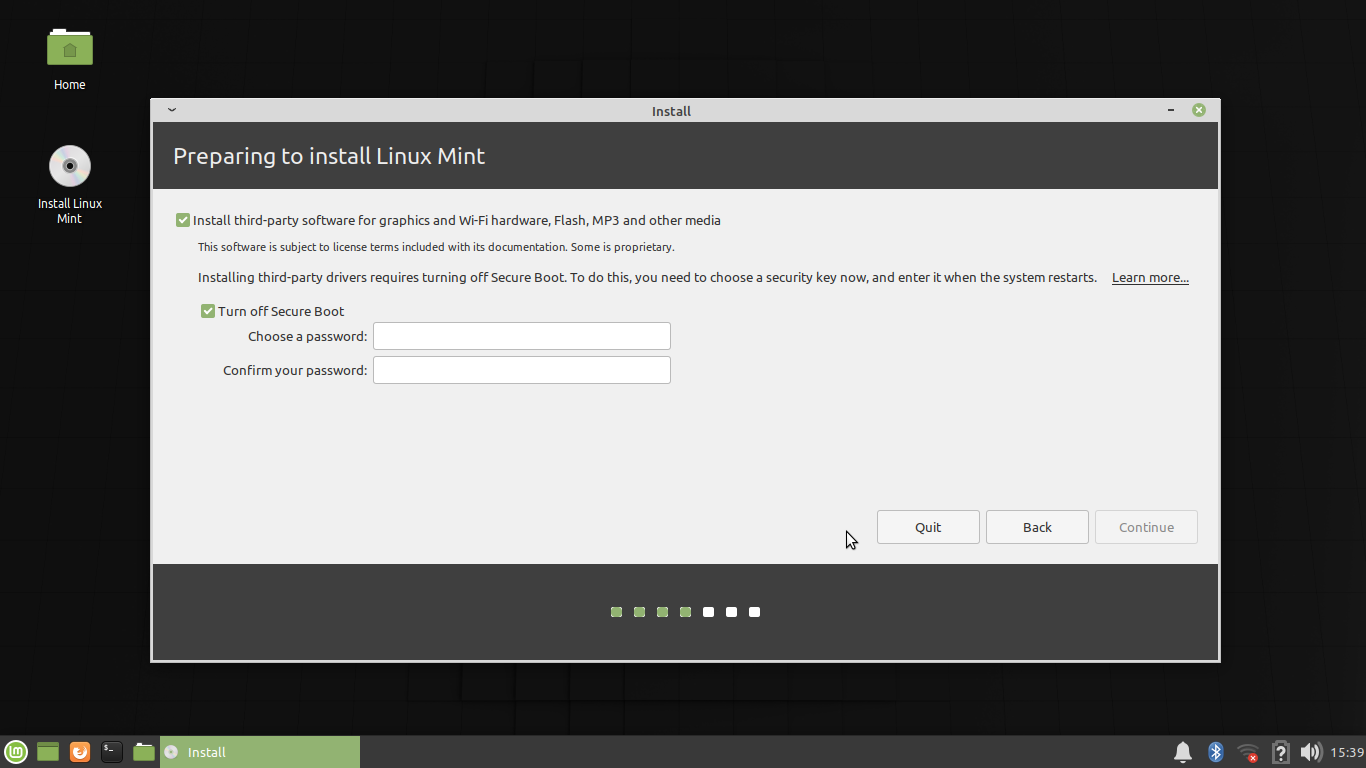 Home
Install Linux
Mint
Install
Preparing to install Linux Mint
Install third-party software for graphics and Wi-Fi hardware, Flash, MP3 and other media
This software is subject to license terms included with its documentation. Some is proprietary.
Installing third-party drivers requires turning off Secure Boot. To do this, you need to choose a security key now, and enter it when the system restarts. Learn more...
Turn off Secure Boot
Choose a password:
Confirm your password:
Quit Back Continue
Install 15:39